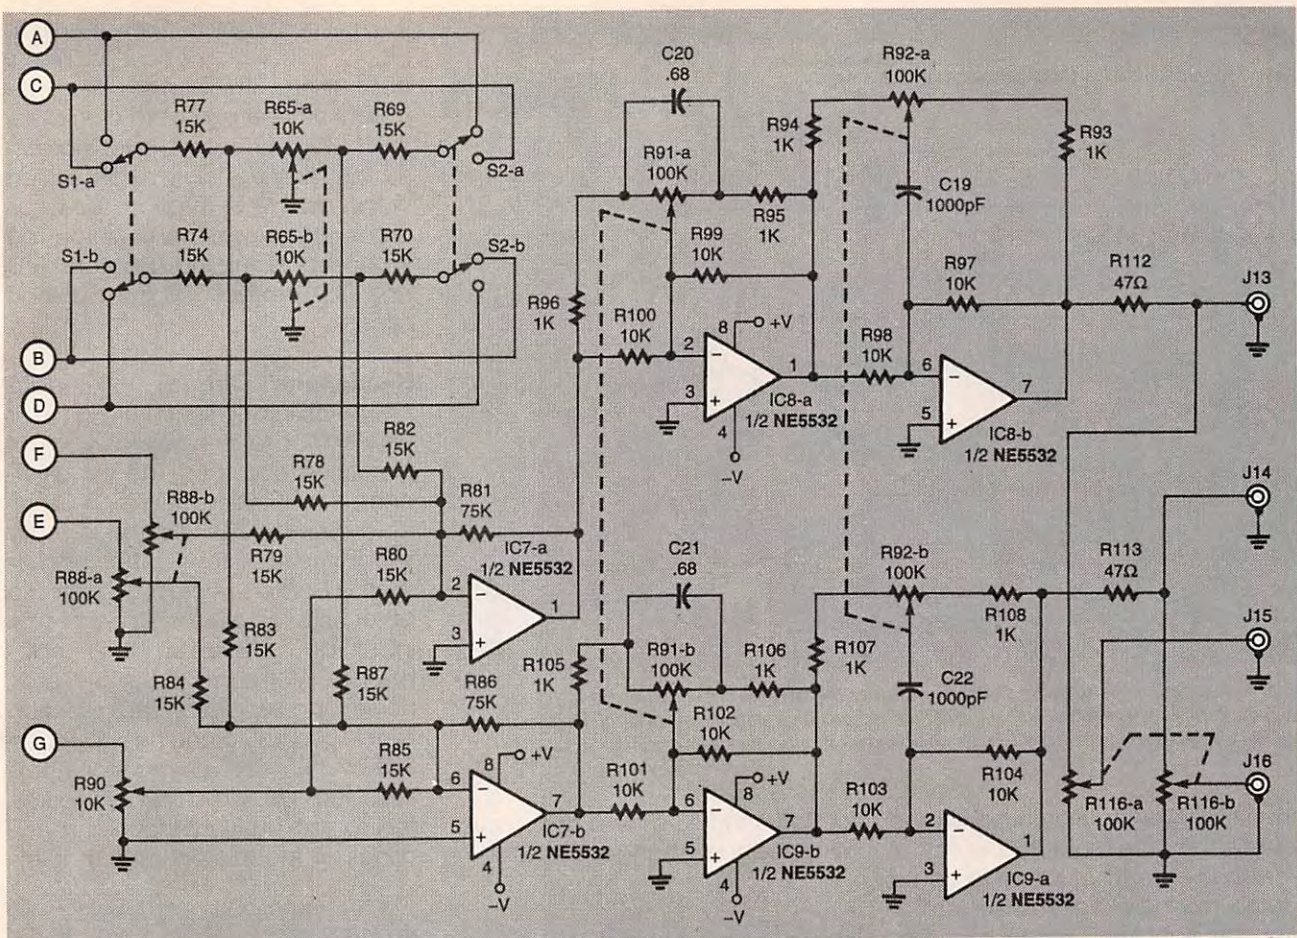 A
C
R77
15K
R65-a
10K
R69
15K
S1-a
S2-a
C20
.68
R92-a
100K
R94
1K
R93
1K
R91-a
100K
C19
1000pF
R95
1K
S1-b
R74
15K
R65-b
10K
R70
15K
S2-b
R99
10K
R97
10K
R112
47Ω
J13
R96
1K
R100
10K
8
+V
2
−
1
3
+
4
−V
IC8-a
1/2 NE5532
R98
10K
6
−
7
5
+
IC8-b
1/2 NE5532
B
D
F
E
R82
15K
R78
15K
R88-b
100K
R81
75K
R79
15K
R80
15K
IC7-a
1/2 NE5532
2
−
1
3
+
R88-a
100K
C21
.68
R92-b
100K
R108
1K
R113
47Ω
J14
J15
R83
15K
R84
15K
R87
15K
R86
75K
R105
1K
R91-b
100K
R106
1K
R107
1K
C22
1000pF
R102
10K
R104
10K
G
R90
10K
R85
15K
8
+V
6
−
7
5
+
4
−V
IC7-b
1/2 NE5532
R101
10K
8
+V
6
−
7
5
+
4
−V
IC9-b
1/2 NE5532
R103
10K
2
−
1
3
+
IC9-a
1/2 NE5532
R116-a
100K
R116-b
100K
J16